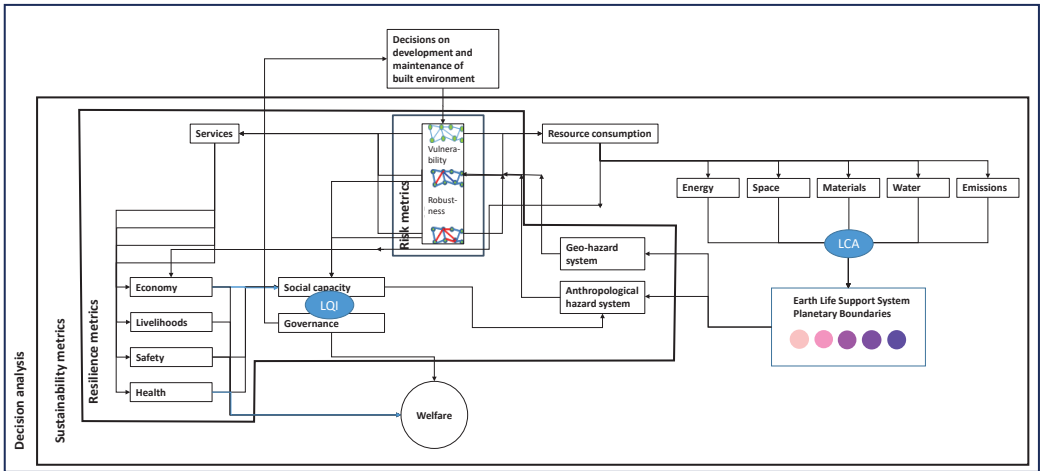 Decisions on
development and
maintenance of
built environment
Services
Vulnera-
bility
Robust-
ness
Risk metrics
Resource consumption
Energy
Space
Materials
Water
Emissions
LCA
Geo-hazard
system
Anthropological
hazard system
Earth Life Support System
Planetary Boundaries
Economy
Livelihoods
Safety
Health
Social capacity
LQI
Governance
Welfare
Resilience metrics
Sustainability metrics
Decision analysis